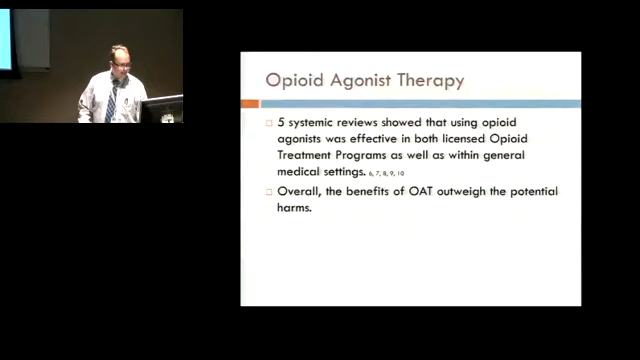 Opioid Agonist Therapy
5 systemic reviews showed that using opioid
agonists was effective in both licensed Opioid
Treatment Programs as well as within general
medical settings. 6, 7, 8, 9, 10
Overall, the benefits of OAT outweigh the potential
harms.